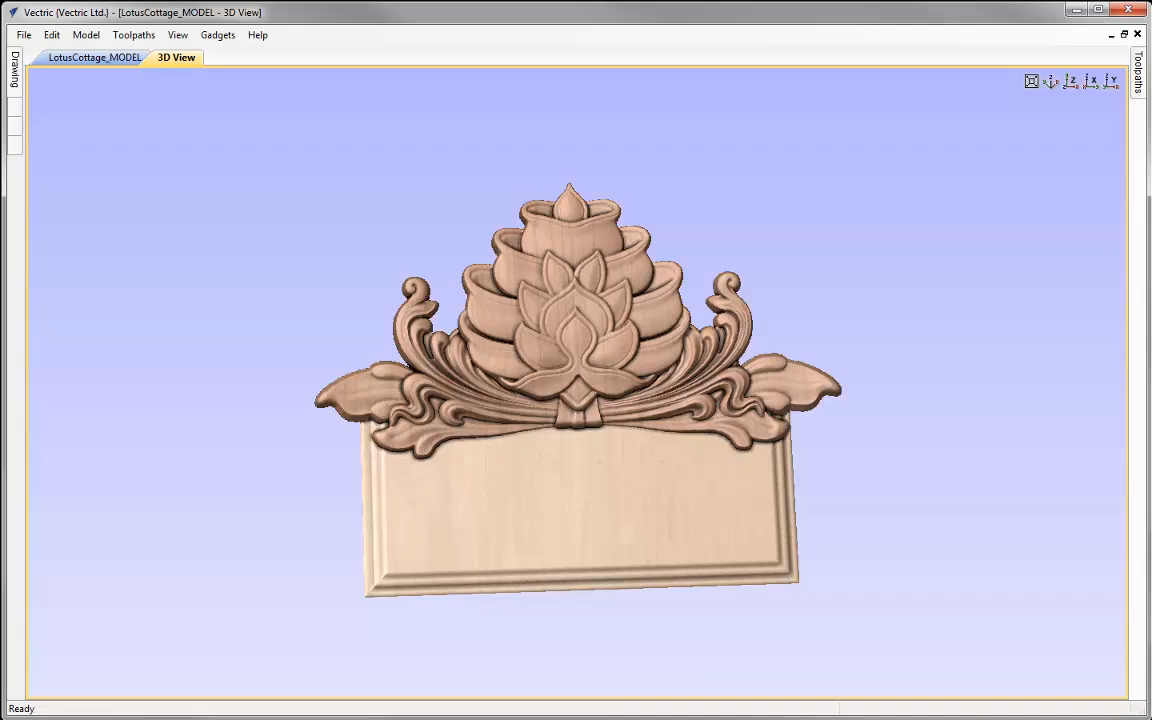 Vectric {Vectric Ltd.} - [LotusCottage_MODEL - 3D View]
File Edit Model Toolpaths View Gadgets Help
LotusCottage_MODEL 3D View
Drawing
Toolpaths
Z X Y
Ready